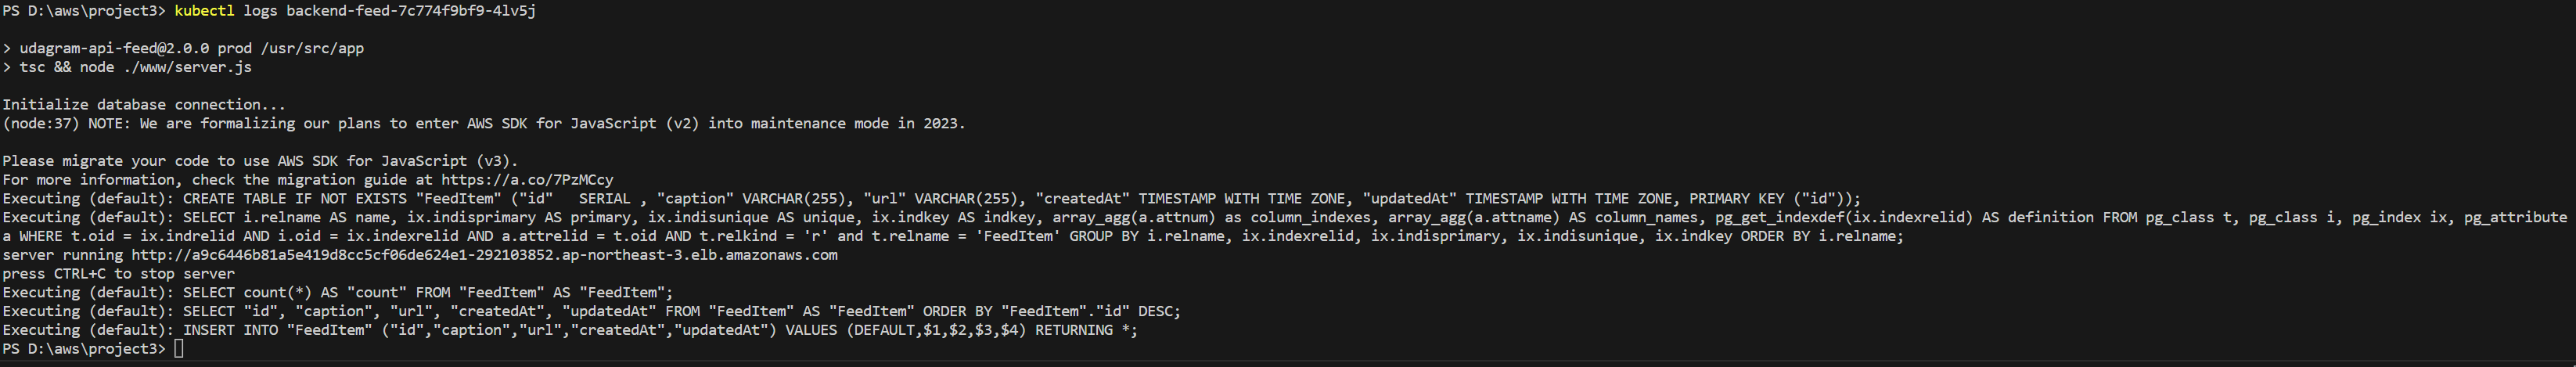 PS D:\aws\project3> kubectl logs backend-feed-7c774f9bf9-4lv5j
> udagram-api-feed@2.0.0 prod /usr/src/app
> tsc && node ./www/server.js
Initialize database connection...
(node:37) NOTE: We are formalizing our plans to enter AWS SDK for JavaScript (v2) into maintenance mode in 2023.
Please migrate your code to use AWS SDK for JavaScript (v3).
For more information, check the migration guide at https://a.co/7PzMCcy
Executing (default): CREATE TABLE IF NOT EXISTS "FeedItem" ("id"   SERIAL , "caption" VARCHAR(255), "url" VARCHAR(255), "createdAt" TIMESTAMP WITH TIME ZONE, "updatedAt" TIMESTAMP WITH TIME ZONE, PRIMARY KEY ("id"));
Executing (default): SELECT i.relname AS name, ix.indisprimary AS primary, ix.indisunique AS unique, ix.indkey AS indkey, array_agg(a.attnum) as column_indexes, array_agg(a.attname) AS column_names, pg_get_indexdef(ix.indexrelid) AS definition FROM pg_class t, pg_class i, pg_index ix, pg_attribute
a WHERE t.oid = ix.indrelid AND i.oid = ix.indexrelid AND a.attrelid = t.oid AND t.relkind = 'r' and t.relname = 'FeedItem' GROUP BY i.relname, ix.indexrelid, ix.indisprimary, ix.indisunique, ix.indkey ORDER BY i.relname;
server running http://a9c6446b81a5e419d8cc5cf06de624e1-292103852.ap-northeast-3.elb.amazonaws.com
press CTRL+C to stop server
Executing (default): SELECT count(*) AS "count" FROM "FeedItem" AS "FeedItem";
Executing (default): SELECT "id", "caption", "url", "createdAt", "updatedAt" FROM "FeedItem" AS "FeedItem" ORDER BY "FeedItem"."id" DESC;
Executing (default): INSERT INTO "FeedItem" ("id","caption","url","createdAt","updatedAt") VALUES (DEFAULT,$1,$2,$3,$4) RETURNING *;
PS D:\aws\project3>